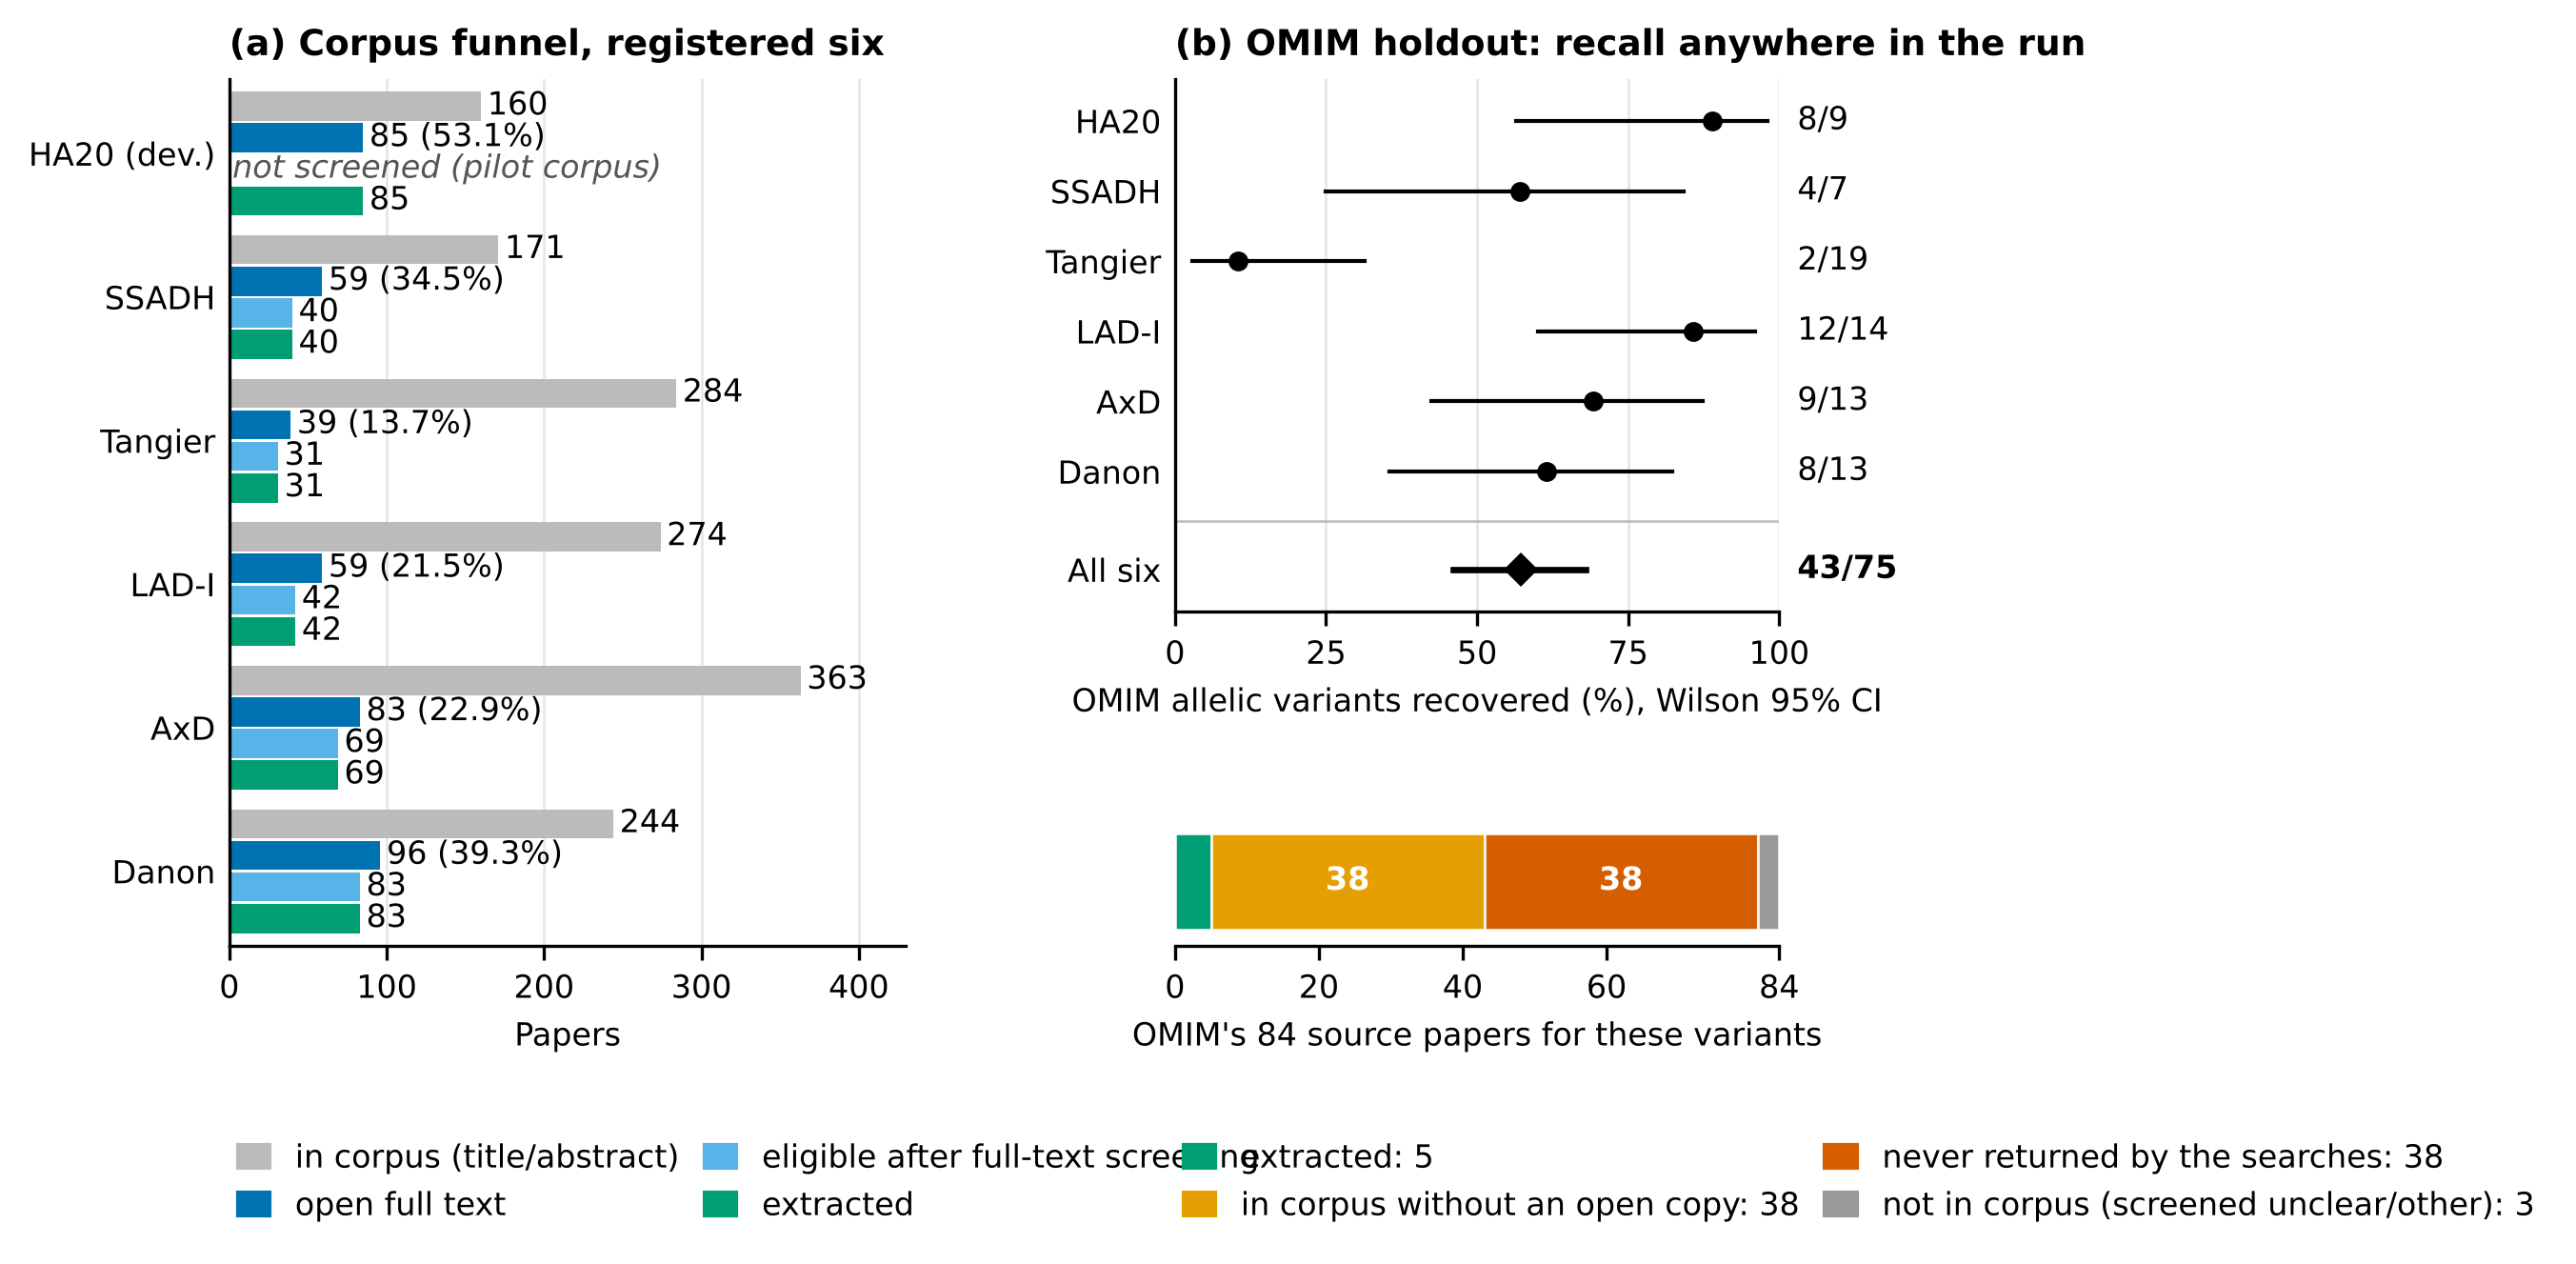 (a) Corpus funnel, registered six
HA20 (dev.)
160
85 (53.1%)
not screened (pilot corpus)
85
SSADH
171
59 (34.5%)
40
40
Tangier
284
39 (13.7%)
31
31
LAD-I
274
59 (21.5%)
42
42
AxD
363
83 (22.9%)
69
69
Danon
244
96 (39.3%)
83
83
0 100 200 300 400
Papers
(b) OMIM holdout: recall anywhere in the run
HA20 8/9
SSADH 4/7
Tangier 2/19
LAD-I 12/14
AxD 9/13
Danon 8/13
All six 43/75
0 25 50 75 100
OMIM allelic variants recovered (%), Wilson 95% CI
38 38
0 20 40 60 84
OMIM's 84 source papers for these variants
in corpus (title/abstract)
open full text
eligible after full-text
extracted
extracted: 5
in corpus without an open copy: 38
never returned by the searches: 38
not in corpus (screened unclear/other): 3